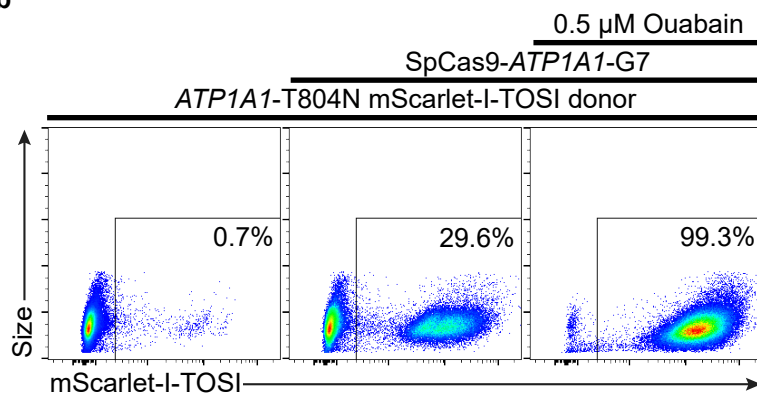 0.5 µM Ouabain
SpCas9-ATP1A1-G7
ATP1A1-T804N mScarlet-I-TOSI donor
0.7%
29.6%
99.3%
Size
mScarlet-I-TOSI